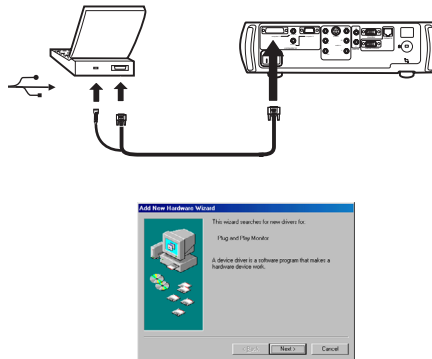 Add New Hardware Wizard
This wizard searches for new drivers for:
Plug and Play Monitor
A device driver is a software program that makes a
hardware device work.
< Back
Next >
Cancel